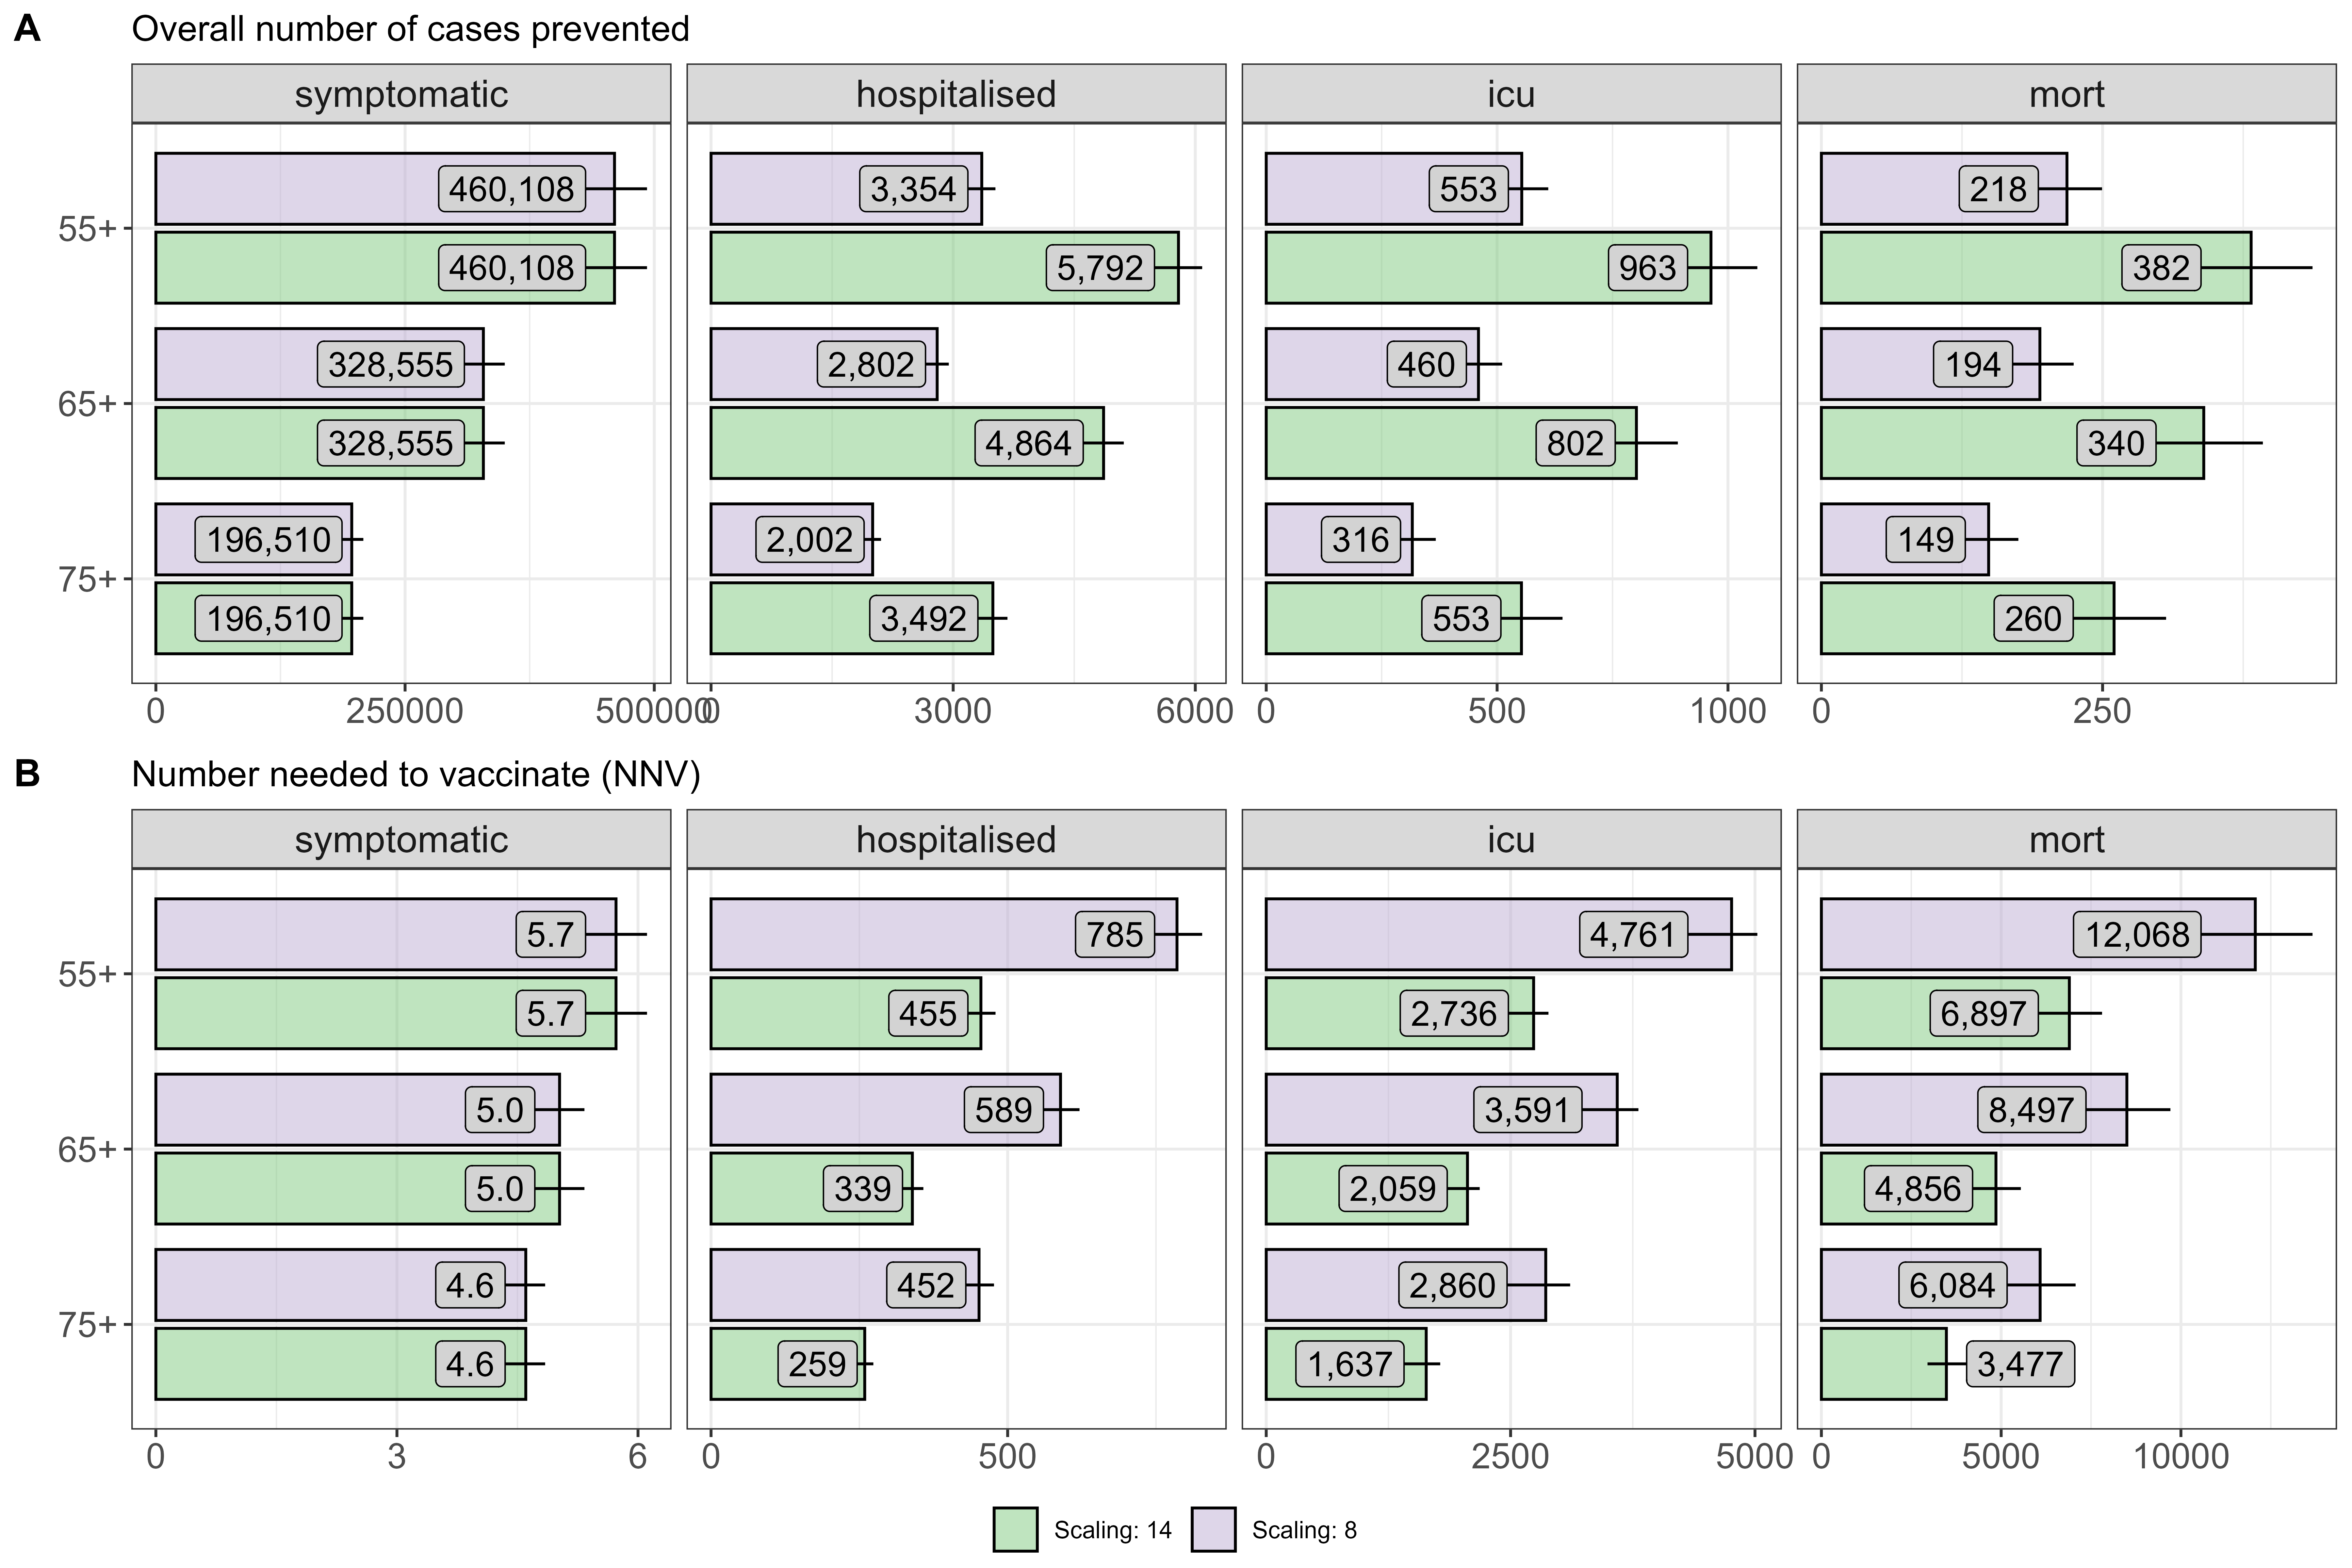 A Overall number of cases prevented
symptomatic hospitalised icu mort
460,108 3,354 553 218
55+
460,108 5,792 963 382
328,555 2,802 460 194
65+
328,555 4,864 802 340
196,510 2,002 316 149
75+
196,510 3,492 553 260
0 250000 500000 0 3000 6000 0 500 1000 0 250
B Number needed to vaccinate (NNV)
symptomatic hospitalised icu mort
5.7 785 4,761 12,068
55+
5.7 455 2,736 6,897
5.0 589 3,591 8,497
65+
5.0 339 2,059 4,856
4.6 452 2,860 6,084
75+
4.6 259 1,637 3,477
0 3 6 0 500 0 2500 5000 0 5000 10000
Scaling: 14 Scaling: 8